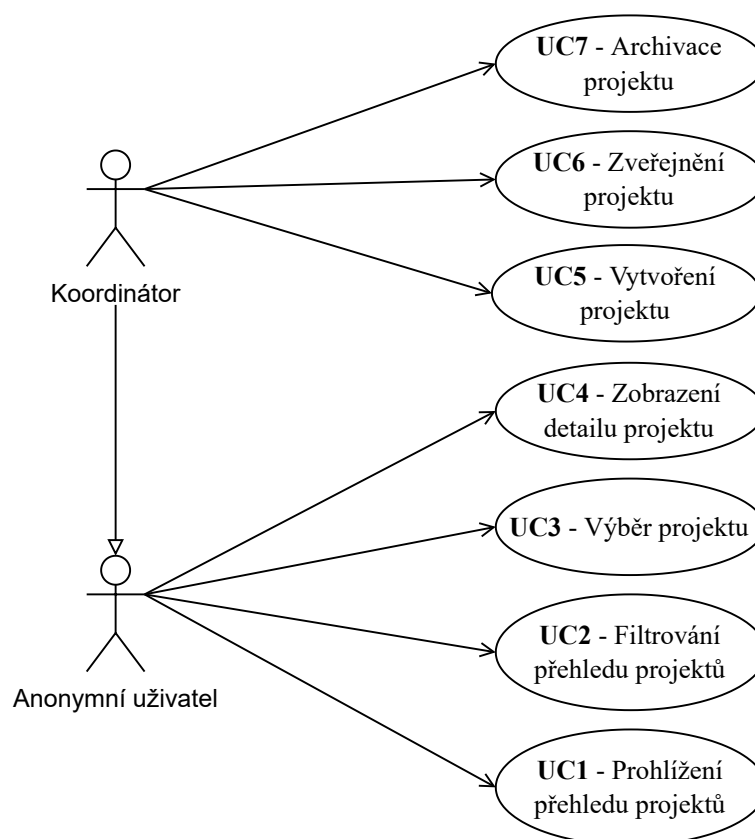 UC7 - Archivace
projektu
UC6 - Zveřejnění
projektu
Koordinátor
UC5 - Vytvoření
projektu
UC4 - Zobrazení
detailu projektu
UC3 - Výběr projektu
Anonymní uživatel
UC2 - Filtrování
přehledu projektů
UC1 - Prohlížení
přehledu projektů